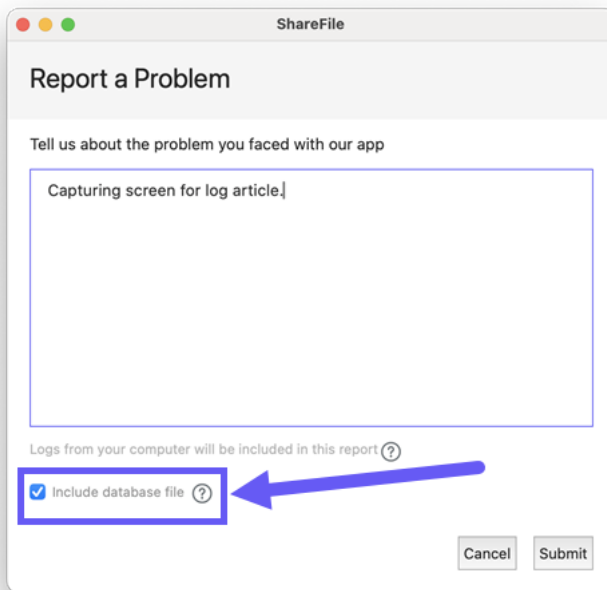 ShareFile
Report a Problem
Tell us about the problem you faced with our app
Capturing screen for log article.
Logs from your computer will be included in this report ?
Include database file ?
Cancel Submit